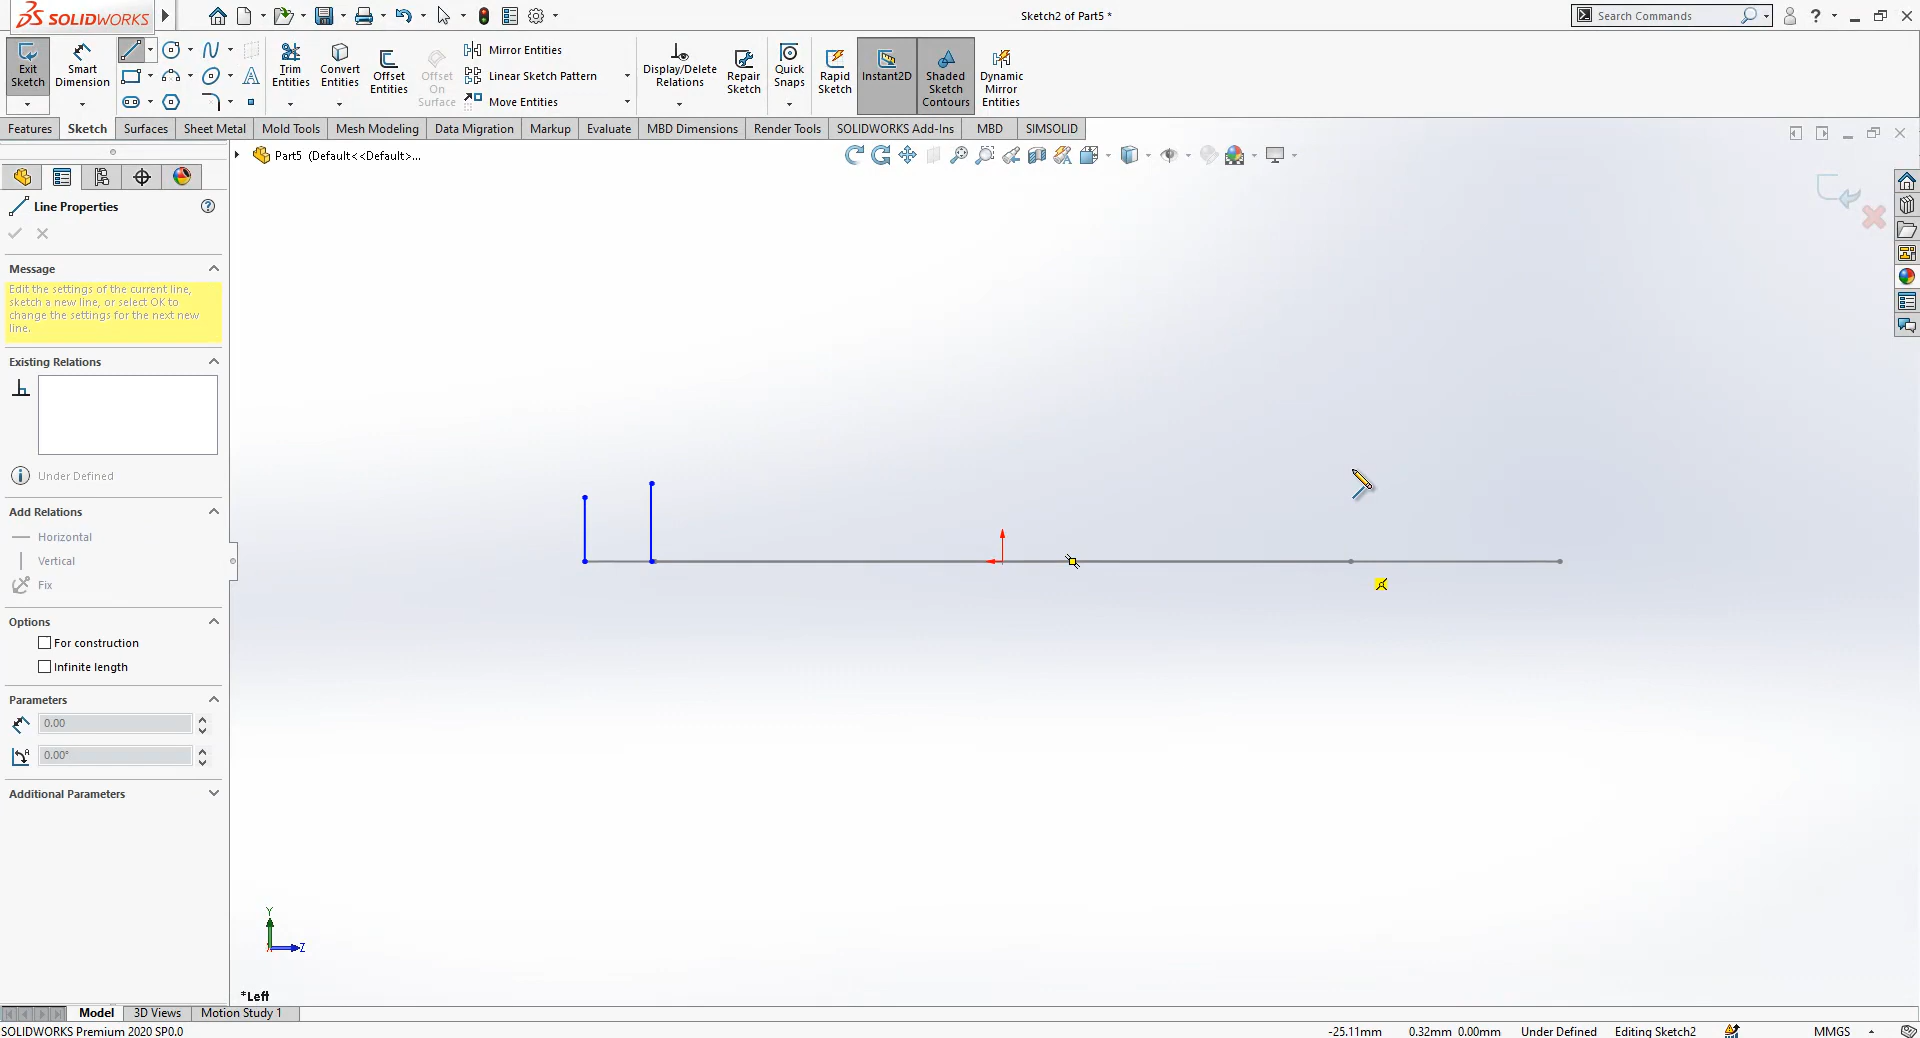 SOLIDWORKS
Sketch2 of Part5 *
Search Commands
?
Exit Sketch
Smart Dimension
Trim Entities
Convert Entities
Offset Entities
Offset On Surface
Mirror Entities
Linear Sketch Pattern
Move Entities
Display/Delete Relations
Repair Sketch
Quick Snaps
Rapid Sketch
Instant2D
Shaded Sketch Contours
Dynamic Mirror Entities
Features
Sketch
Surfaces
Sheet Metal
Mold Tools
Mesh Modeling
Data Migration
Markup
Evaluate
MBD Dimensions
Render Tools
SOLIDWORKS Add-Ins
MBD
SIMSOLID
Part5 (Default<<Default>...
Line Properties
?
Message
Edit the settings of the current line,
sketch a new line, or select OK to
change the settings for the next new
line.
Existing Relations
Under Defined
Add Relations
Horizontal
Vertical
Fix
Options
For construction
Infinite length
Parameters
0.00
0.00°
Additional Parameters
Y
Z
*Left
Model
3D Views
Motion Study 1
SOLIDWORKS Premium 2020 SP0.0
-25.11mm
0.32mm 0.00mm
Under Defined
Editing Sketch2
MMGS